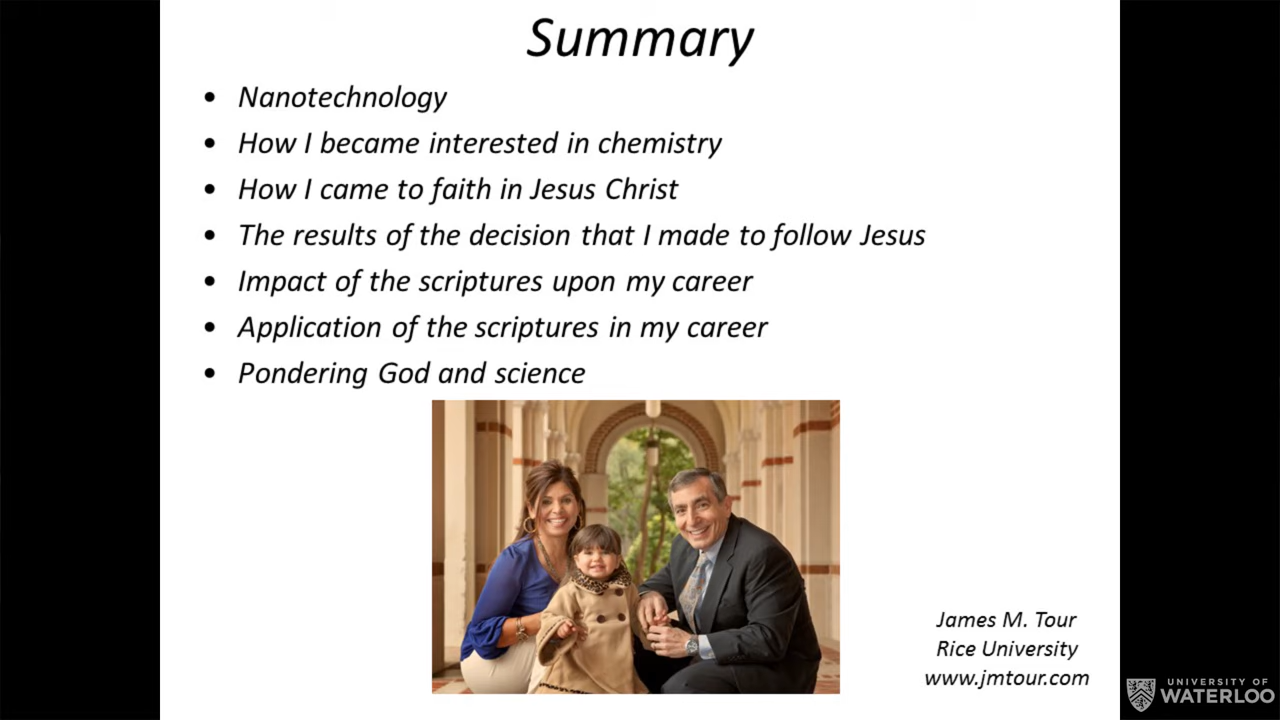 Summary
• Nanotechnology
• How I became interested in chemistry
• How I came to faith in Jesus Christ
• The results of the decision that I made to follow Jesus
• Impact of the scriptures upon my career
• Application of the scriptures in my career
• Pondering God and science
James M. Tour
Rice University
www.jmtour.com
UNIVERSITY OF
WATERLOO